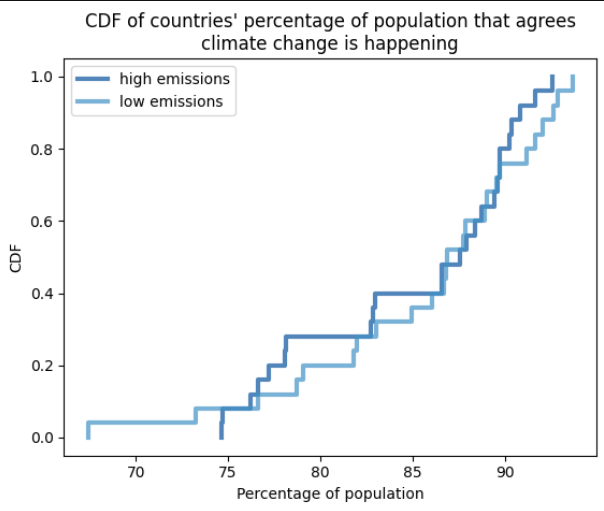 CDF of countries' percentage of population that agrees
climate change is happening
high emissions
low emissions
1.0
0.8
0.6
0.4
0.2
0.0
CDF
70 75 80 85 90
Percentage of population